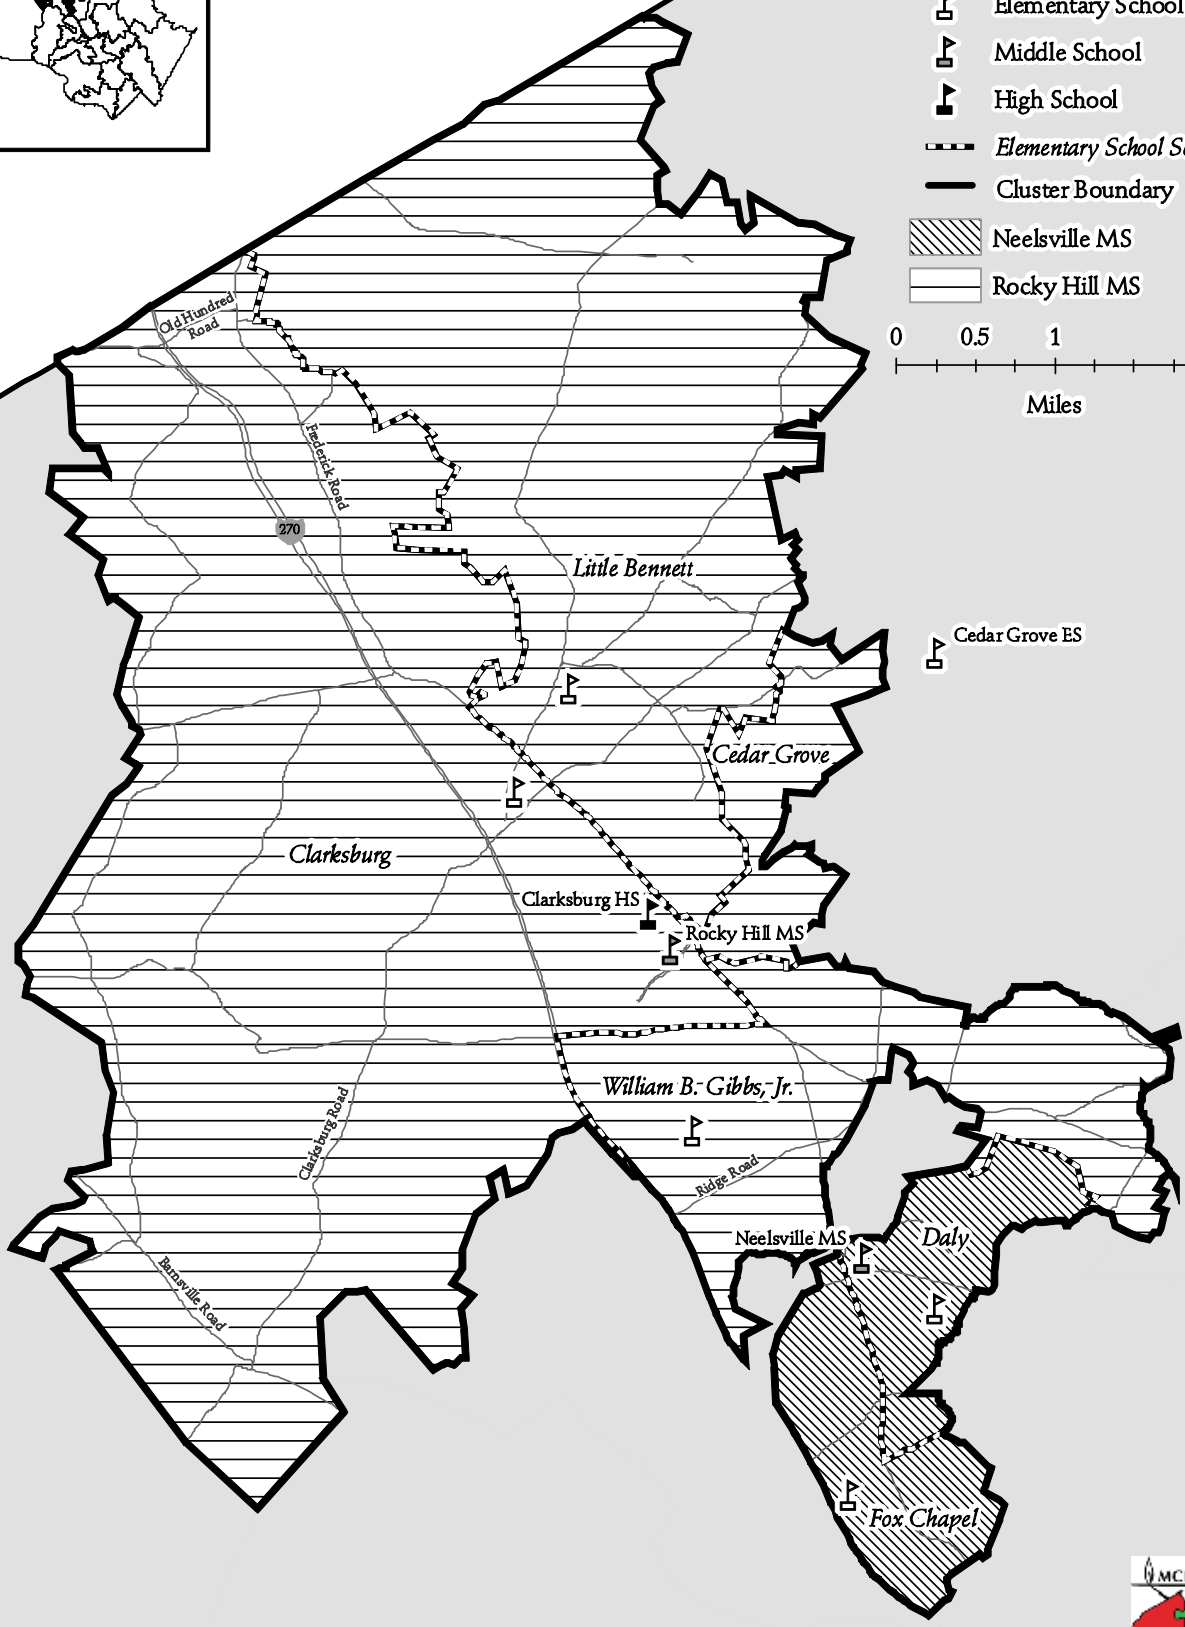 Elementary School
Middle School
High School
Elementary School
Cluster Boundary
Neelsville MS
Rocky Hill MS
0 0.5 1
Miles
Old Hundred
Road
Frederick Road
270
Little Bennett
Cedar Grove ES
Cedar Grove
Clarksburg
Clarksburg HS
Rocky Hill MS
William B. Gibbs, Jr.
Clarksburg Road
Ridge Road
Neelsville MS
Daly
Barnsville Road
Fox Chapel